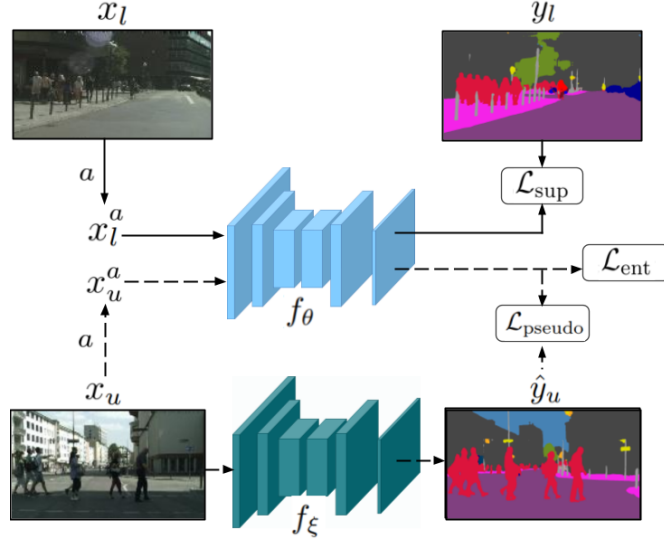 x_l
y_l
a
ℒ_sup
x_l^a
x_u^a
ℒ_ent
f_θ
ℒ_pseudo
a
x_u
ŷ_u
f_ξ